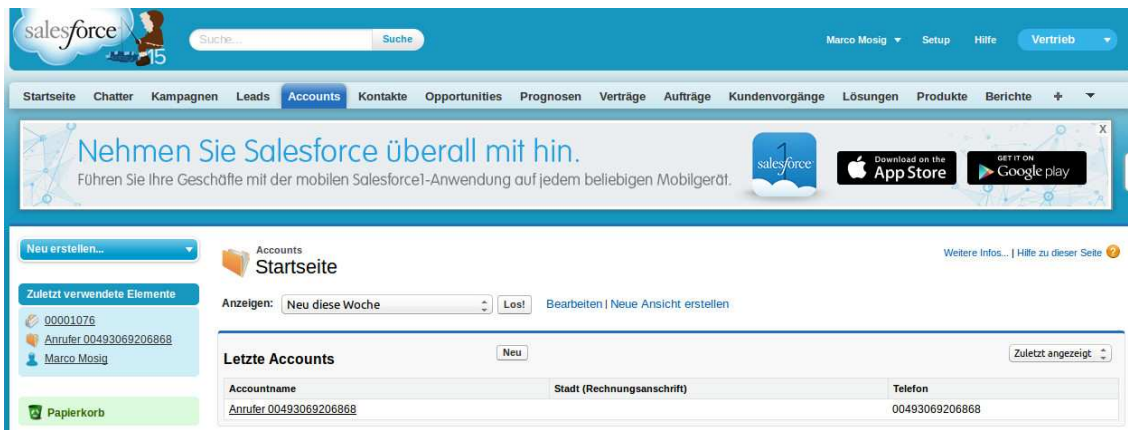 salesforce
15
Suche...
Suche
Marco Mosig
Setup
Hilfe
Vertrieb
Startseite Chatter Kampagnen Leads Accounts Kontakte Opportunities Prognosen Verträge Aufträge Kundenvorgänge Lösungen Produkte Berichte +
Nehmen Sie Salesforce überall mit hin.
Führen Sie Ihre Geschäfte mit der mobilen Salesforce1-Anwendung auf jedem beliebigen Mobilgerät.
1
salesforce
Download on the
App Store
GET IT ON
Google play
X
Neu erstellen...
Zuletzt verwendete Elemente
00001076
Anrufer 00493069206868
Marco Mosig
Papierkorb
Accounts
Startseite
Weitere Infos... | Hilfe zu dieser Seite ?
Anzeigen: Neu diese Woche Los! Bearbeiten | Neue Ansicht erstellen
Letzte Accounts Neu Zuletzt angezeigt
Accountname Stadt (Rechnungsanschrift) Telefon
Anrufer 00493069206868 00493069206868